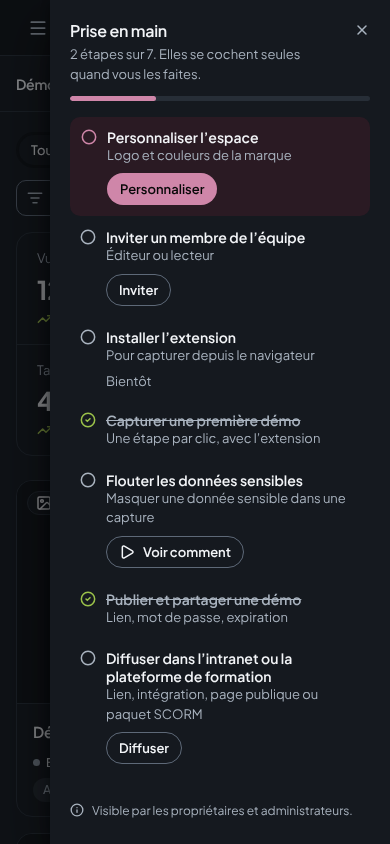 Prise en main
2 étapes sur 7. Elles se cochent seules
quand vous les faites.
Personnaliser l'espace
Logo et couleurs de la marque
Personnaliser
Inviter un membre de l'équipe
Éditeur ou lecteur
Inviter
Installer l'extension
Pour capturer depuis le navigateur
Bientôt
Capturer une première démo
Une étape par clic, avec l'extension
Flouter les données sensibles
Masquer une donnée sensible dans une
capture
Voir comment
Publier et partager une démo
Lien, mot de passe, expiration
Diffuser dans l'intranet ou la
plateforme de formation
Lien, intégration, page publique ou
paquet SCORM
Diffuser
Visible par les propriétaires et administrateurs.